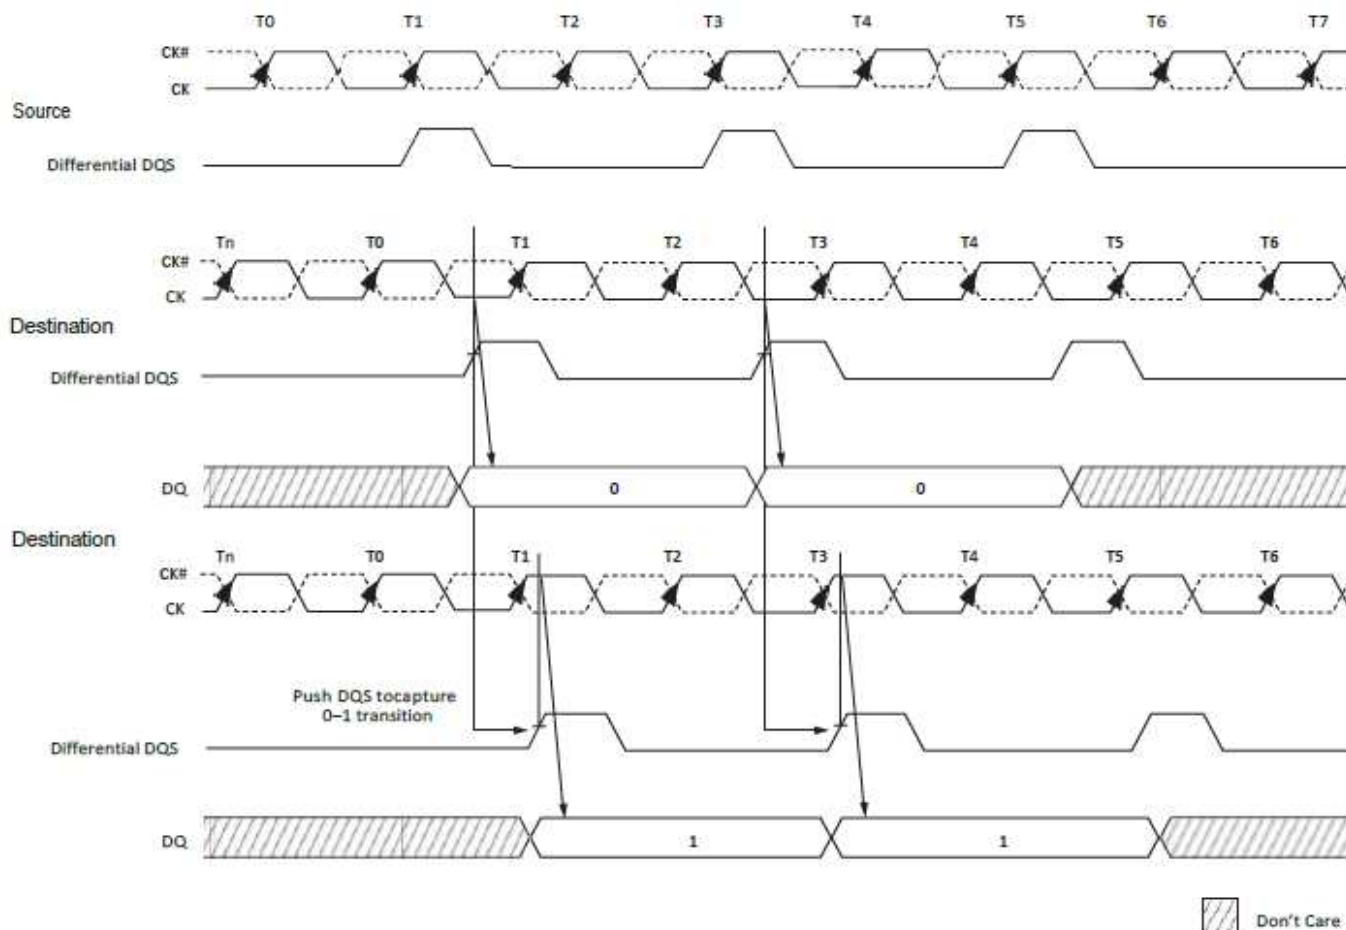 T0 T1 T2 T3 T4 T5 T6 T7
CK#
CK
Source
Differential DQS
Tn T0 T1 T2 T3 T4 T5 T6
CK#
CK
Destination
Differential DQS
DQ 0 0
Destination
Tn T0 T1 T2 T3 T4 T5 T6
CK#
CK
Push DQS tocapture
0–1 transition
Differential DQS
DQ 1 1
Don't Care